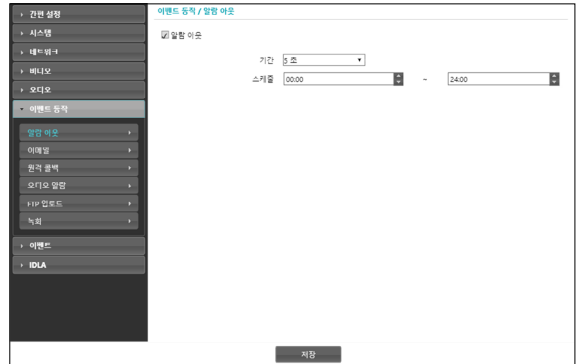 간편 설정
시스템
네트워크
비디오
오디오
이벤트 동작
알람 아웃
이메일
원격 콜백
오디오 알람
FTP 업로드
녹화
이벤트
IDLA
이벤트 동작 / 알람 아웃
알람 아웃
기간 5 초
스케줄 00:00 ~ 24:00
저장